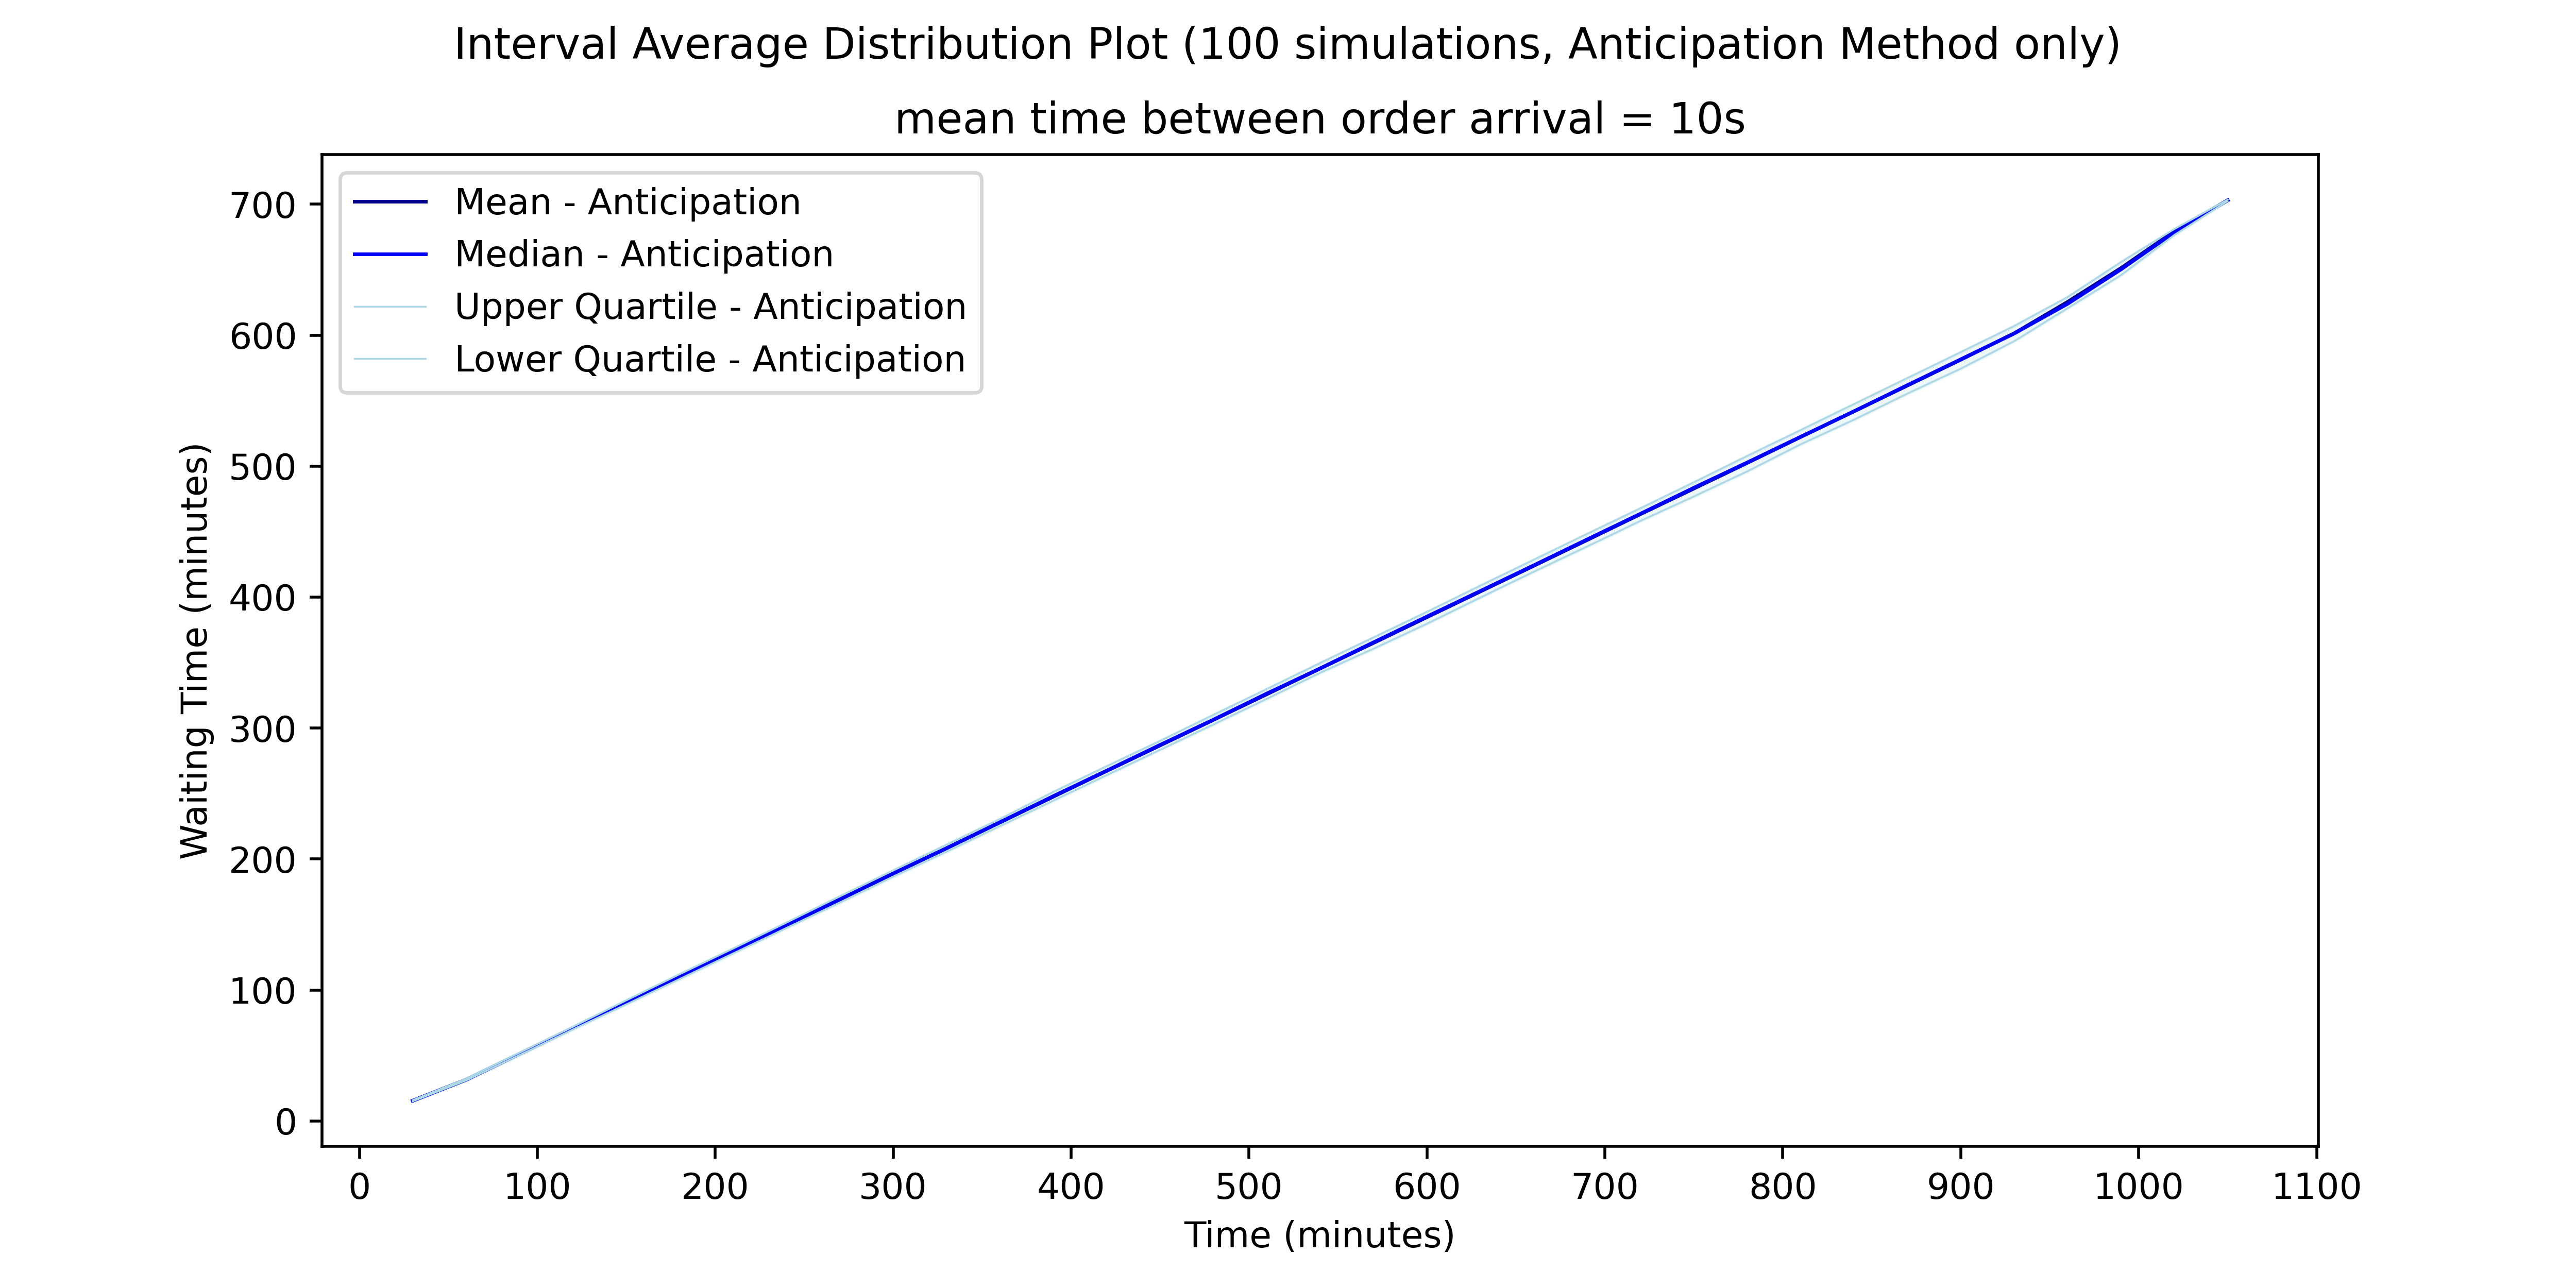 Interval Average Distribution Plot (100 simulations, Anticipation Method only)
mean time between order arrival = 10s
Mean - Anticipation
Median - Anticipation
Upper Quartile - Anticipation
Lower Quartile - Anticipation
Waiting Time (minutes)
700
600
500
400
300
200
100
0
0 100 200 300 400 500 600 700 800 900 1000 1100
Time (minutes)